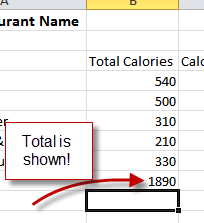 A B
urant Name
Total Calories Calo
540
500
er 310
& 210
u 330
1890
Total is
shown!